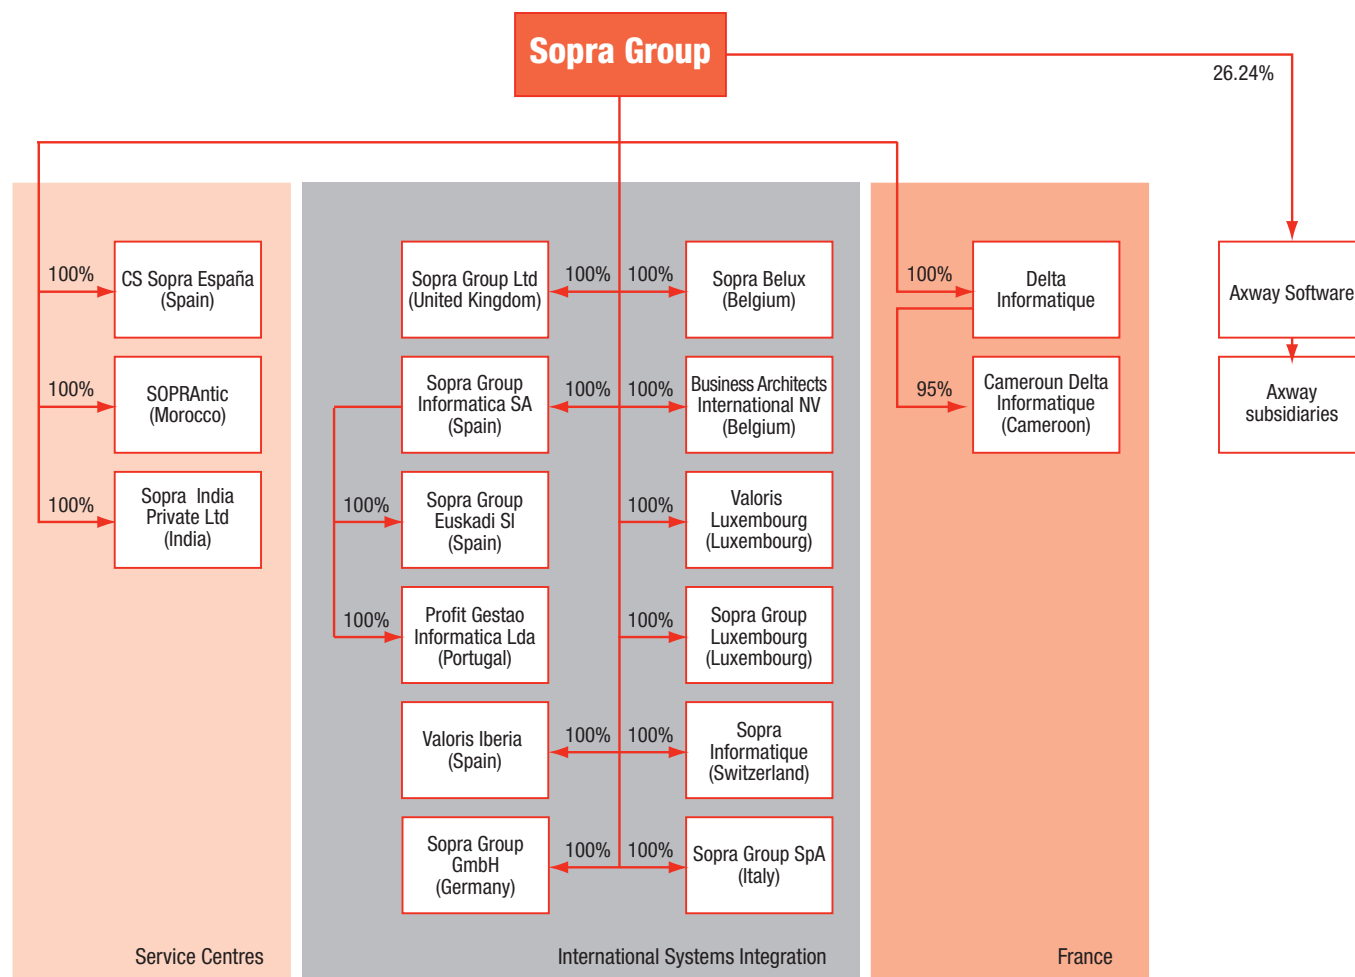 Sopra Group
26.24%
100%
CS Sopra España
(Spain)
100%
SOPRAntic
(Morocco)
100%
Sopra India
Private Ltd
(India)
Service Centres
Sopra Group Ltd
(United Kingdom)
100%
100%
Sopra Belux
(Belgium)
Sopra Group
Informatica SA
(Spain)
100%
100%
Business Architects
International NV
(Belgium)
100%
Sopra Group
Euskadi Sl
(Spain)
100%
Valoris
Luxembourg
(Luxembourg)
100%
Profit Gestao
Informatica Lda
(Portugal)
100%
Sopra Group
Luxembourg
(Luxembourg)
Valoris Iberia
(Spain)
100%
100%
Sopra
Informatique
(Switzerland)
Sopra Group
GmbH
(Germany)
100%
100%
Sopra Group SpA
(Italy)
International Systems Integration
100%
Delta
Informatique
95%
Cameroun Delta
Informatique
(Cameroon)
France
Axway Software
Axway
subsidiaries